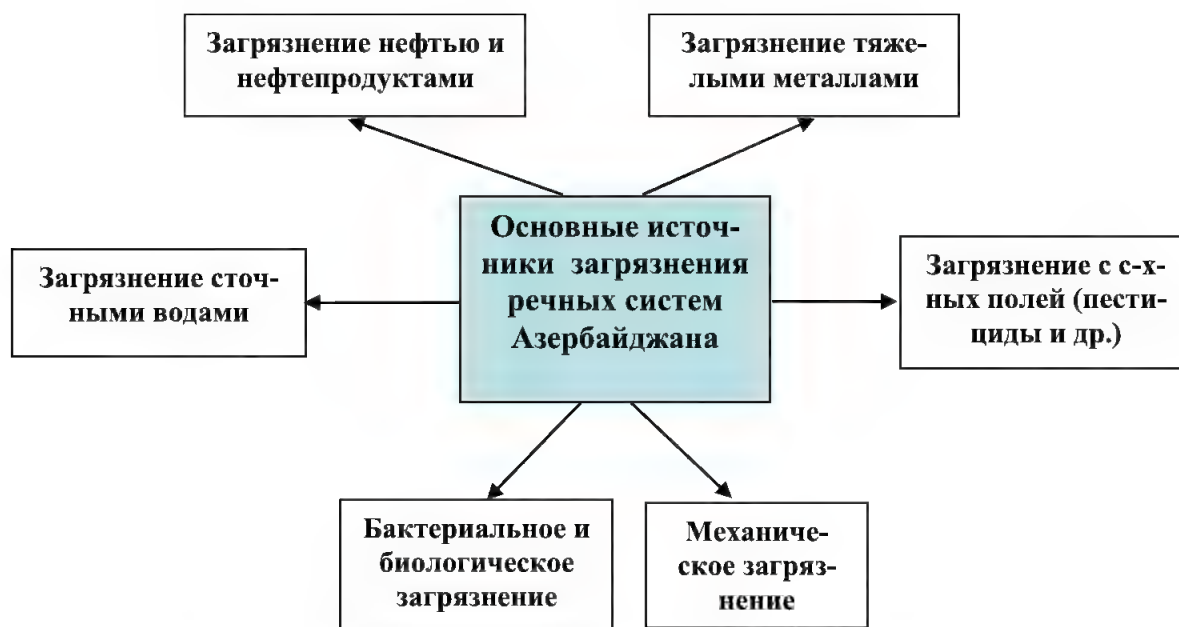 Загрязнение нефтью и
нефтепродуктами
Загрязнение тяже-
лыми металлами
Основные источ-
ники загрязнения
речных систем
Азербайджана
Загрязнение сточ-
ными водами
Загрязнение с с-х-
ных полей (пести-
циды и др.)
Бактериальное и
биологическое
загрязнение
Механиче-
ское загряз-
нение